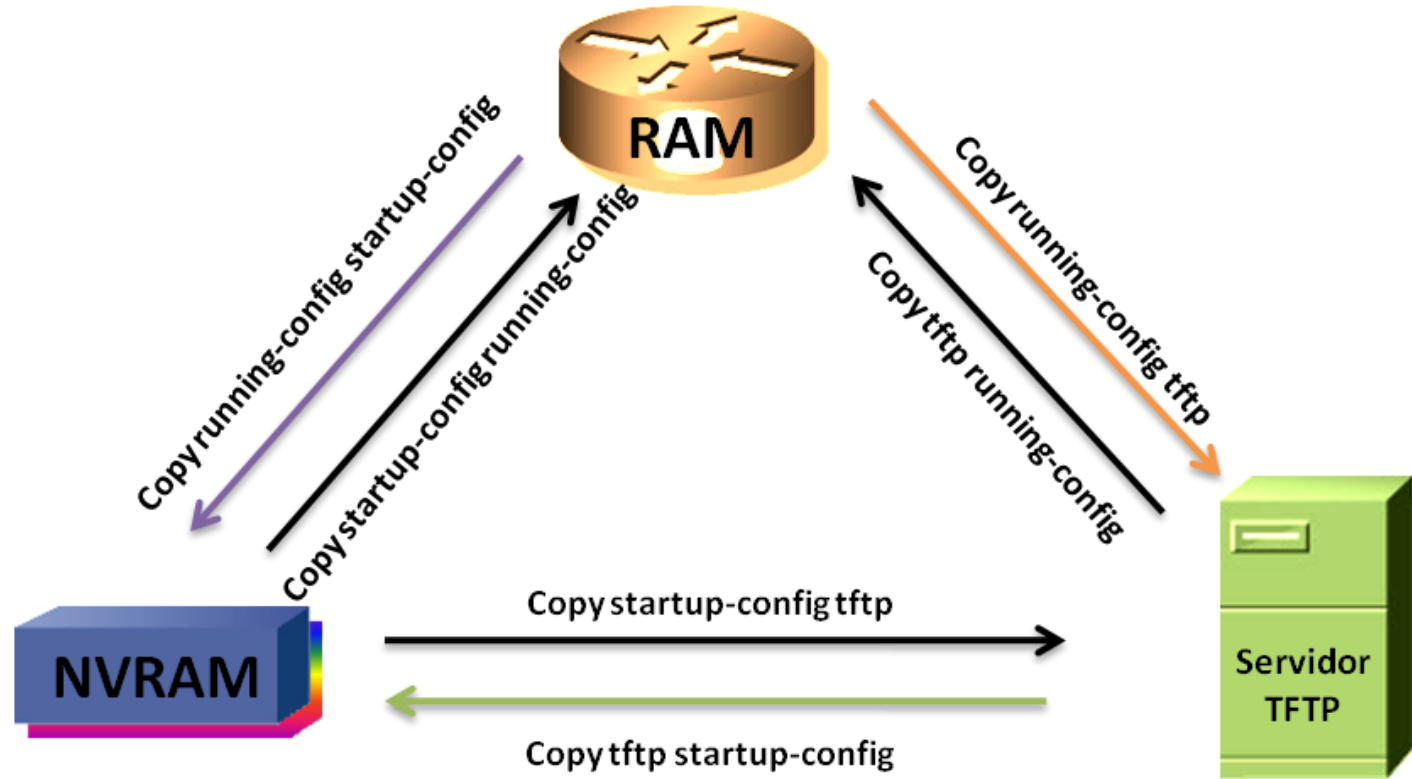 RAM
Copy running-config startup-config
Copy startup-config running-config
Copy running-config tftp
Copy tftp running-config
Copy startup-config tftp
NVRAM
Servidor
TFTP
Copy tftp startup-config